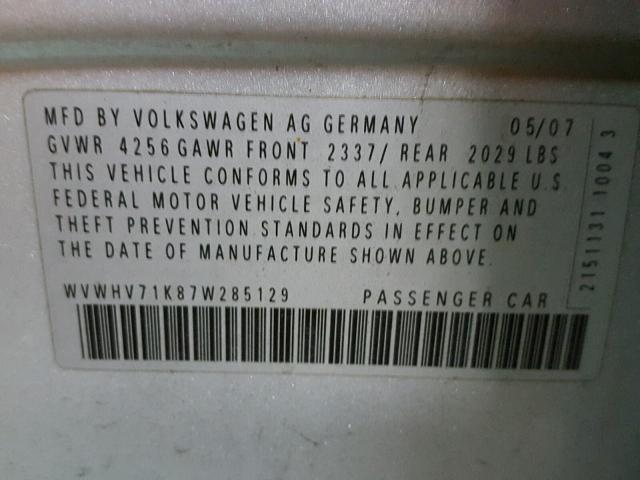 MFD BY VOLKSWAGEN AG GERMANY 05/07
GVWR 4256 GAWR FRONT 2337/ REAR 2029 LBS
THIS VEHICLE CONFORMS TO ALL APPLICABLE U.S
FEDERAL MOTOR VEHICLE SAFETY, BUMPER AND
THEFT PREVENTION STANDARDS IN EFFECT ON
THE DATE OF MANUFACTURE SHOWN ABOVE.
WVWHV71K87W285129 PASSENGER CAR
2151131 10043